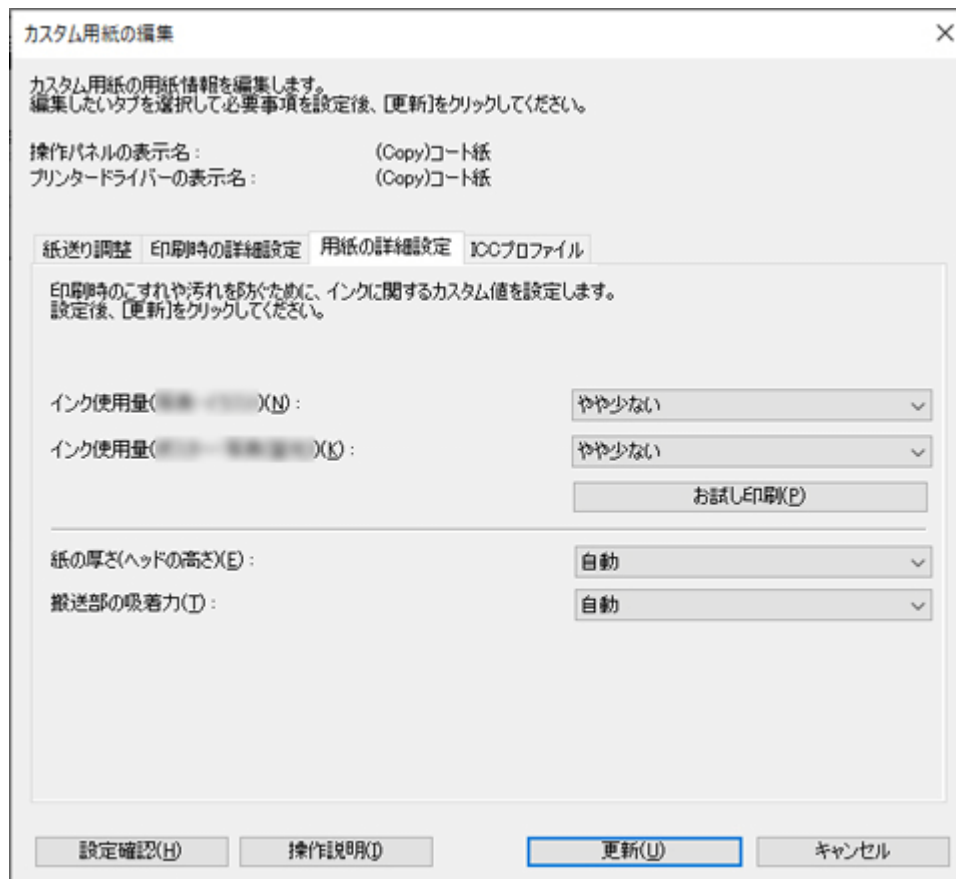 カスタム用紙の編集
カスタム用紙の用紙情報を編集します。
編集したいタブを選択して必要事項を設定後、[更新]をクリックしてください。
操作パネルの表示名： (Copy)コート紙
プリンタードライバーの表示名： (Copy)コート紙
紙送り調整 印刷時の詳細設定 用紙の詳細設定 ICCプロファイル
印刷時のこすれや汚れを防ぐために、インクに関するカスタム値を設定します。
設定後、[更新]をクリックしてください。
インク使用量( )(N)： やや少ない
インク使用量( )(K)： やや少ない
お試し印刷(P)
紙の厚さ(ヘッドの高さ)(E)： 自動
搬送部の吸着力(T)： 自動
設定確認(H) 操作説明(I) 更新(U) キャンセル